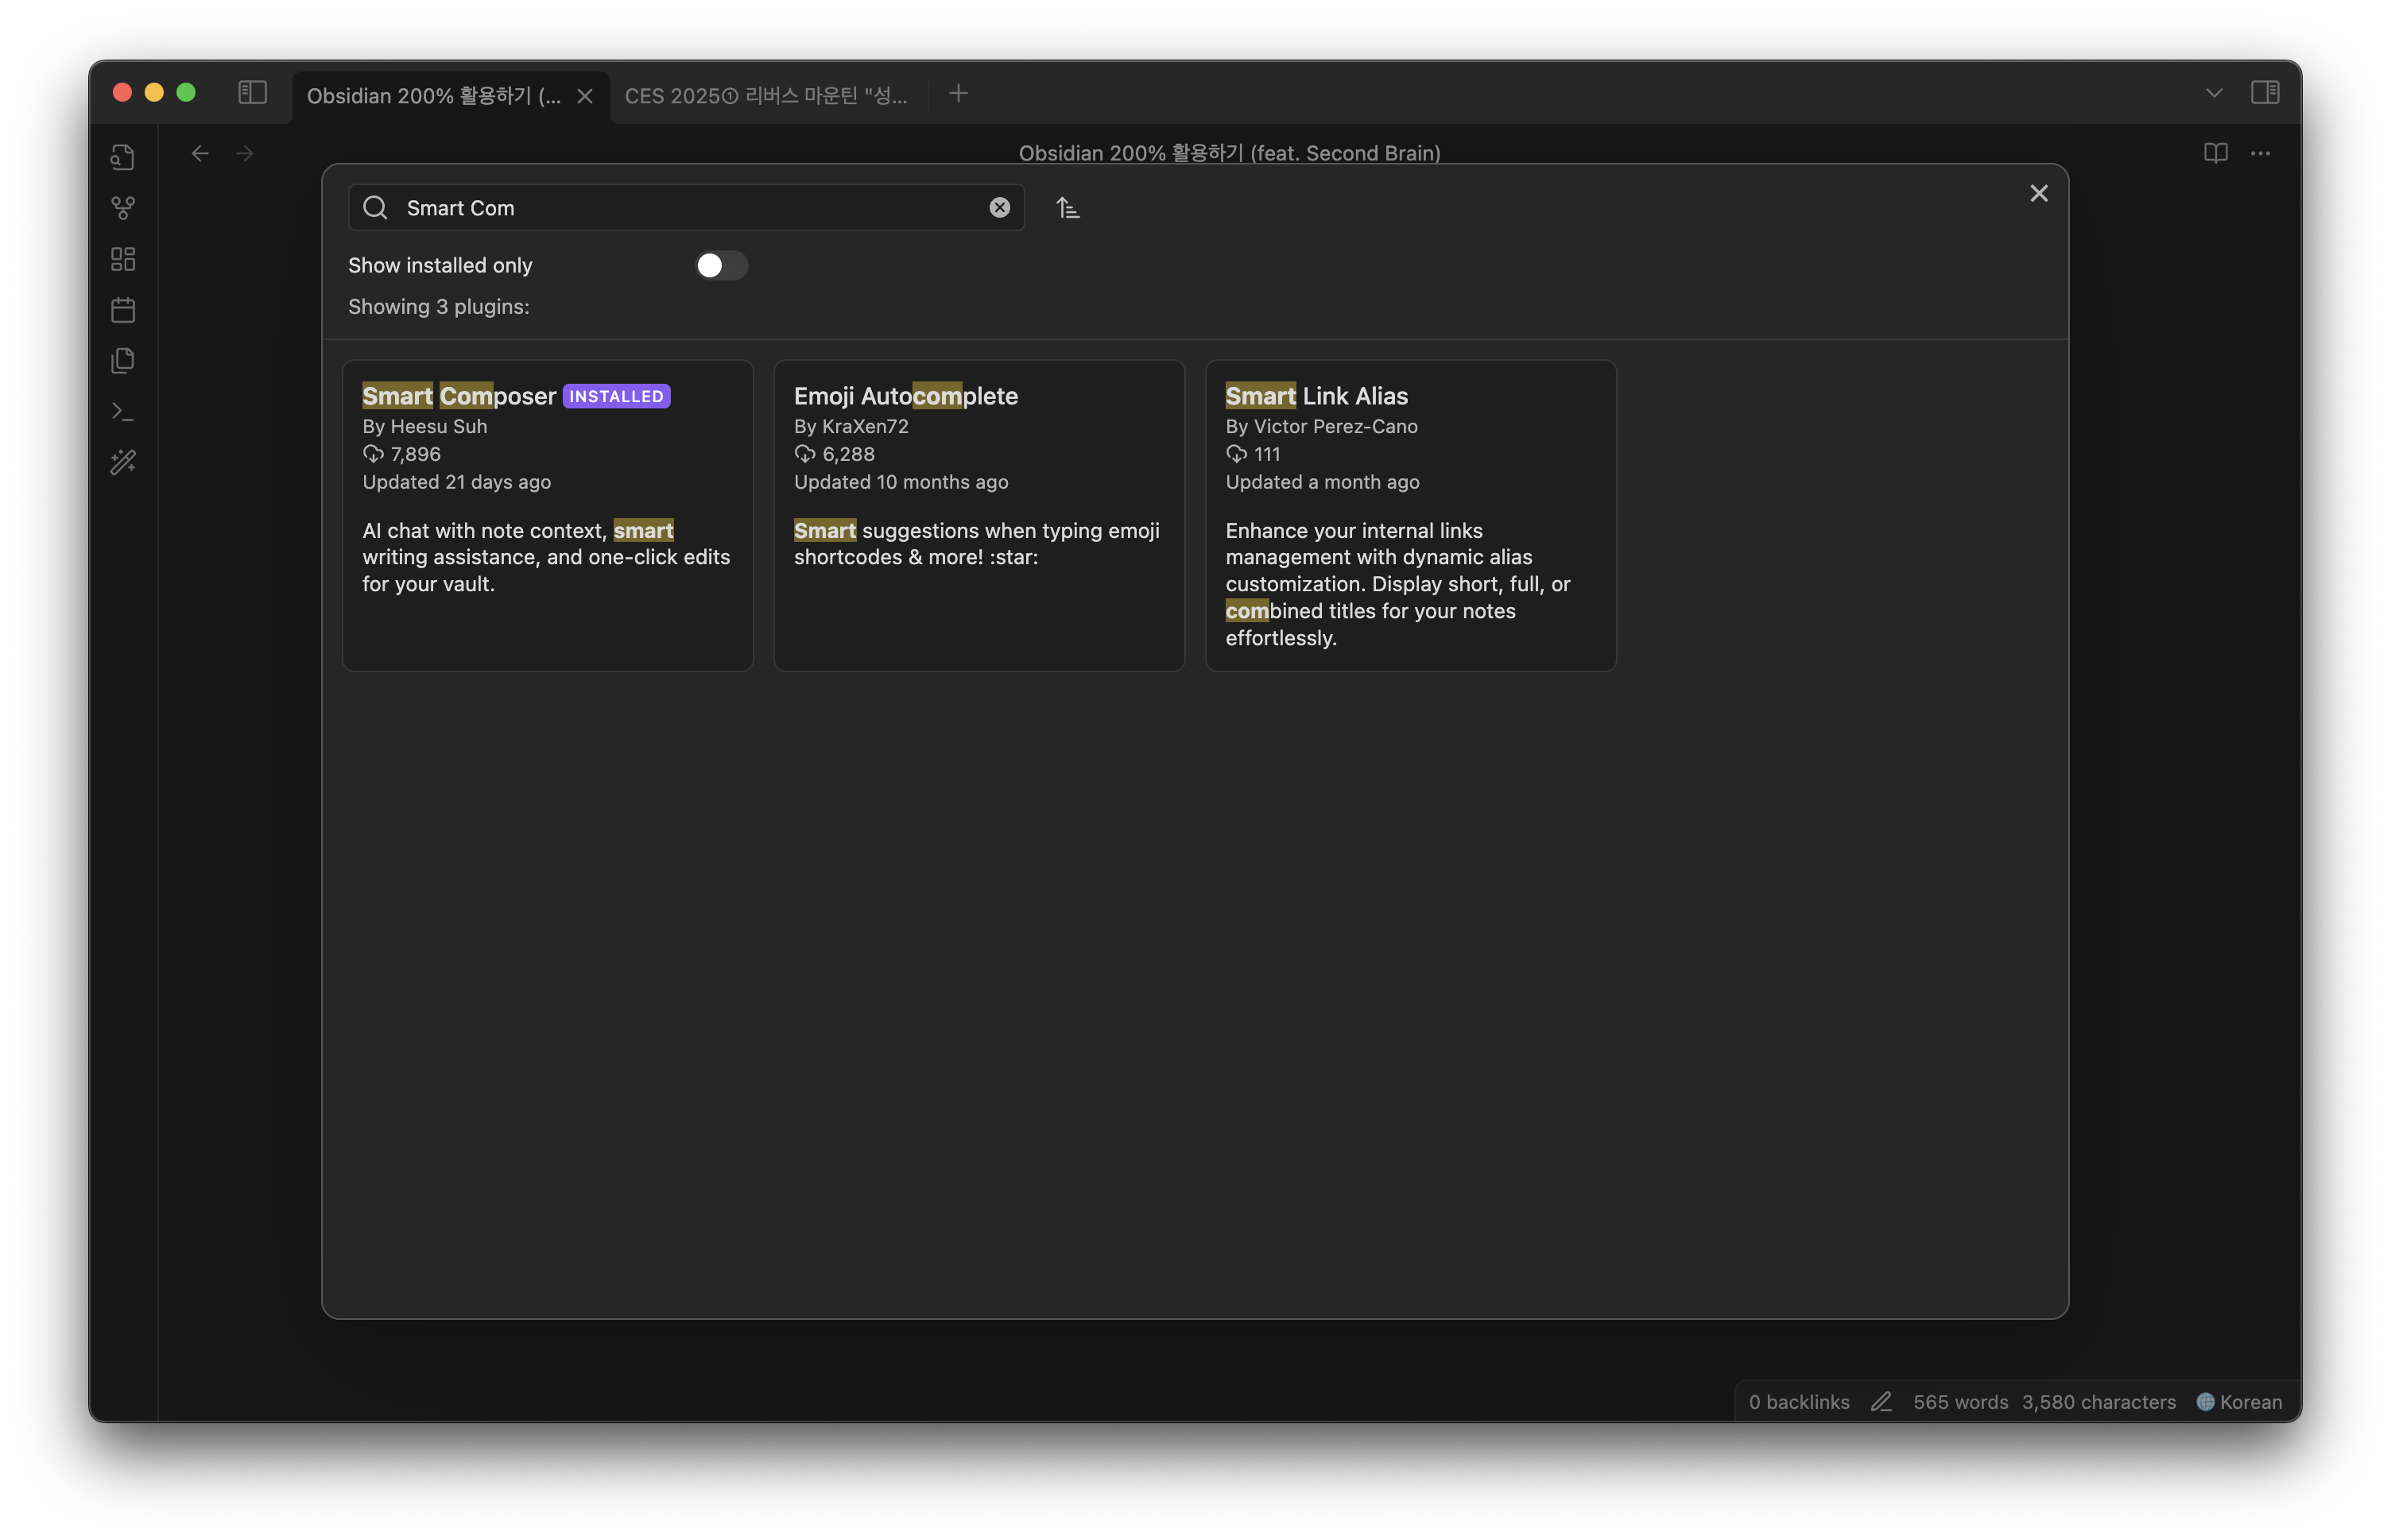 Obsidian 200% 활용하기 (...
CES 2025① 리버스 마운틴 "성...
Obsidian 200% 활용하기 (feat. Second Brain)
Smart Com
Show installed only
Showing 3 plugins:
Smart Composer INSTALLED
By Heesu Suh
7,896
Updated 21 days ago
AI chat with note context, smart
writing assistance, and one-click edits
for your vault.
Emoji Autocomplete
By KraXen72
6,288
Updated 10 months ago
Smart suggestions when typing emoji
shortcodes & more! :star:
Smart Link Alias
By Victor Perez-Cano
111
Updated a month ago
Enhance your internal links
management with dynamic alias
customization. Display short, full, or
combined titles for your notes
effortlessly.
0 backlinks 565 words 3,580 characters Korean